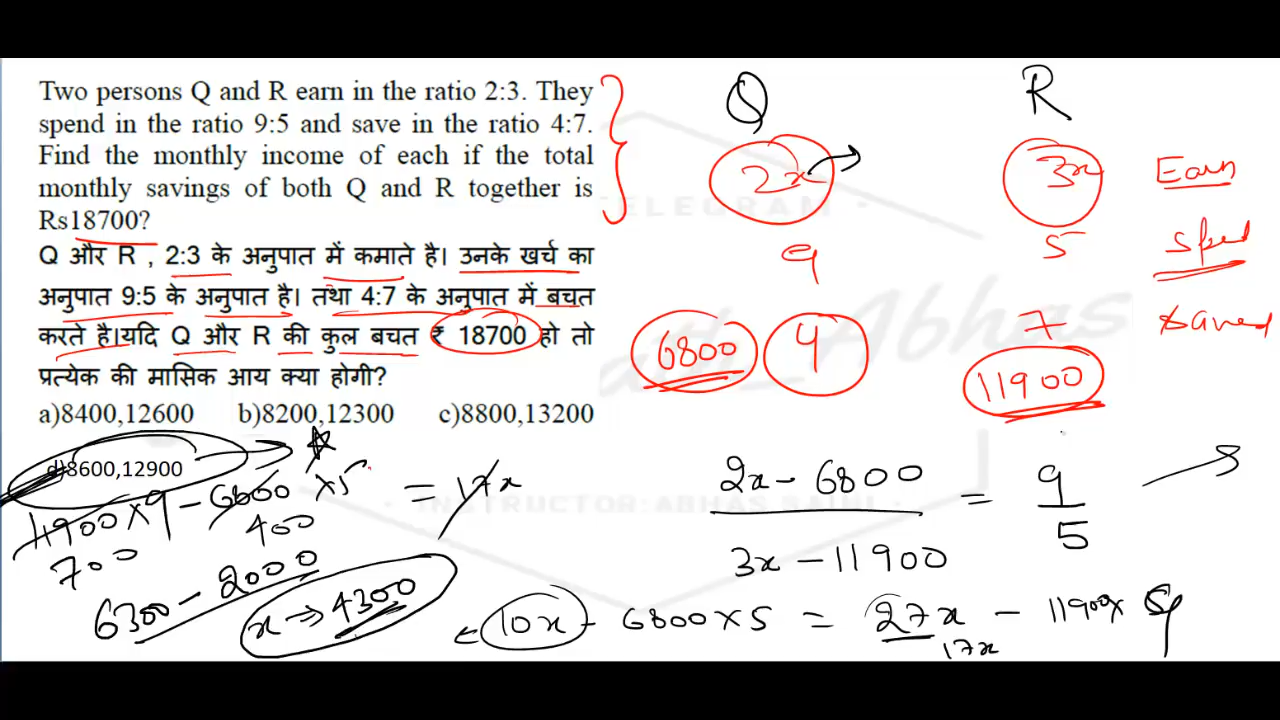 Two persons Q and R earn in the ratio 2:3. They
spend in the ratio 9:5 and save in the ratio 4:7.
Find the monthly income of each if the total
monthly savings of both Q and R together is
Rs18700?
Q और R , 2:3 के अनुपात में कमाते है। उनके खर्च का
अनुपात 9:5 के अनुपात है। तथा 4:7 के अनुपात में बचत
करते है।यदि Q और R की कुल बचत ₹ 18700 हो तो
प्रत्येक की मासिक आय क्या होगी?
a)8400,12600 b)8200,12300 c)8800,13200
d)8600,12900
Q R
2x 3x Earn
9 5 Spend
6800 4 7 Saved
11900
2x - 6800 = 9
3x - 11900 5
10x - 6800 x 5 = 27x - 11900 x 9
17x
11900 x 9 - 6800 x 5 = 17x
700 400
6300 - 2000
x → 4300
TELEGRAM
Abhas
INSTRUCTOR: ABHAS SAINI